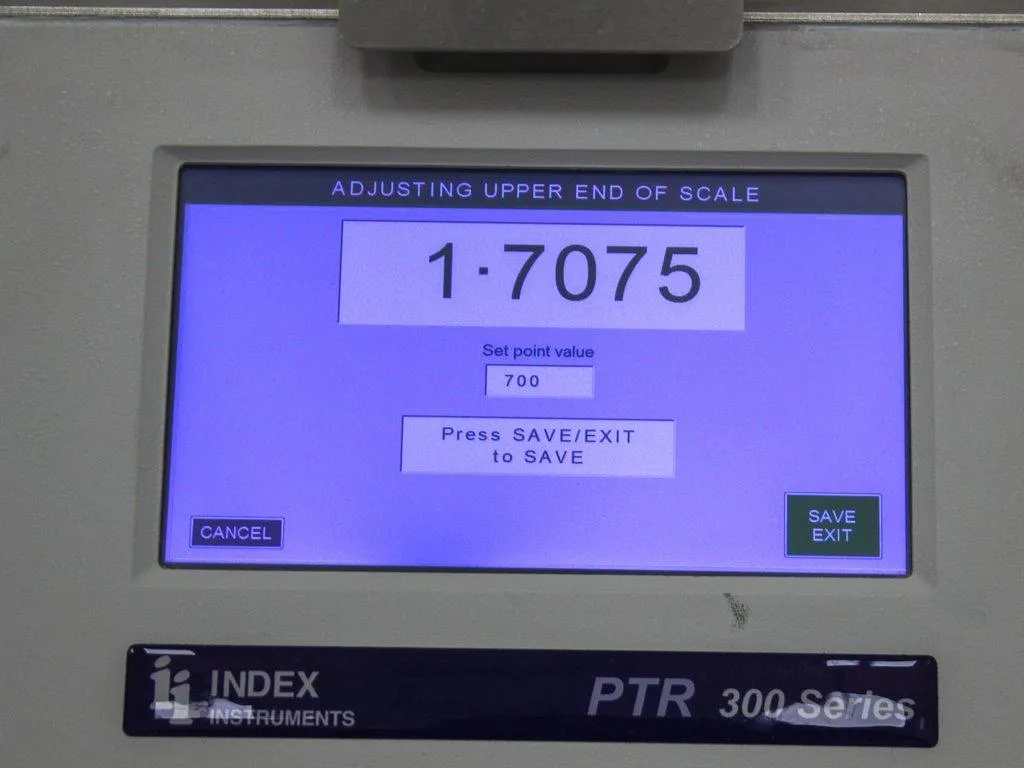 ADJUSTING UPPER END OF SCALE
1·7075
Set point value
700
Press SAVE/EXIT
to SAVE
CANCEL
SAVE
EXIT
INDEX
INSTRUMENTS
PTR 300 Series